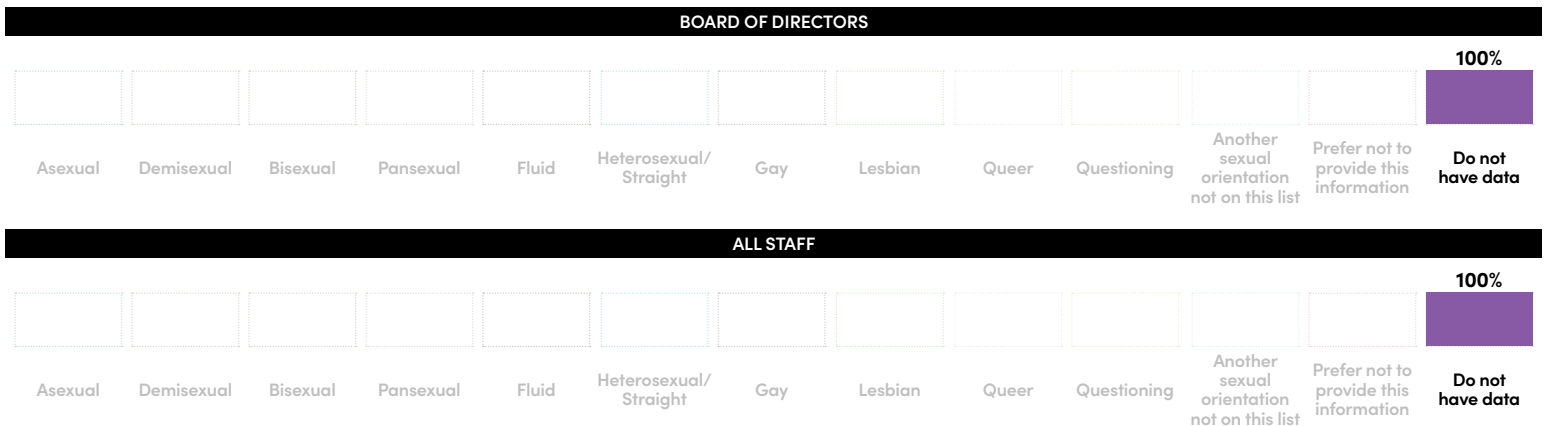 BOARD OF DIRECTORS
100%
Asexual
Demisexual
Bisexual
Pansexual
Fluid
Heterosexual/
Straight
Gay
Lesbian
Queer
Questioning
Another
sexual
orientation
not on this list
Prefer not to
provide this
information
Do not
have data
ALL STAFF
100%
Asexual
Demisexual
Bisexual
Pansexual
Fluid
Heterosexual/
Straight
Gay
Lesbian
Queer
Questioning
Another
sexual
orientation
not on this list
Prefer not to
provide this
information
Do not
have data